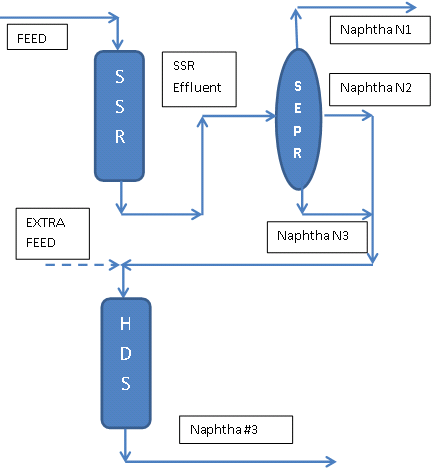 FEED
S
S
R
SSR
Effluent
S
E
P
R
Naphtha N1
Naphtha N2
Naphtha N3
EXTRA
FEED
H
D
S
Naphtha #3